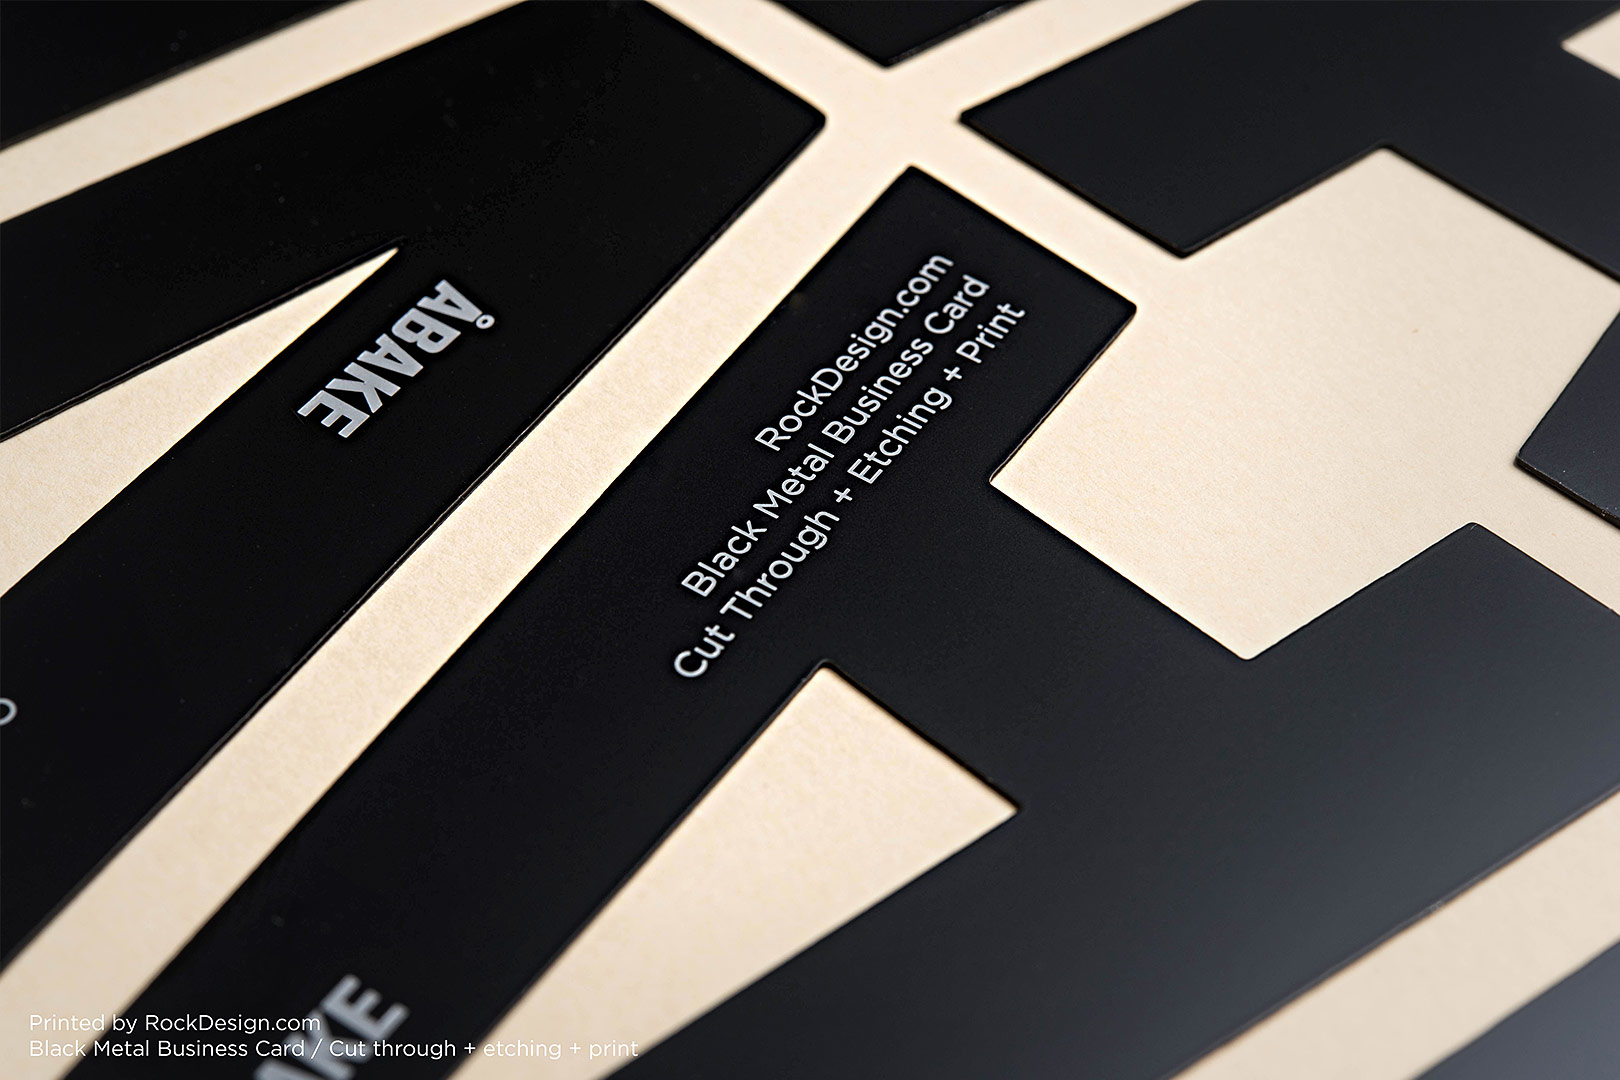 ÅBAKE
RockDesign.com
Black Metal Business Card
Cut Through + Etching + Print
AKE
Printed by RockDesign.com
Black Metal Business Card / Cut through + etching + print